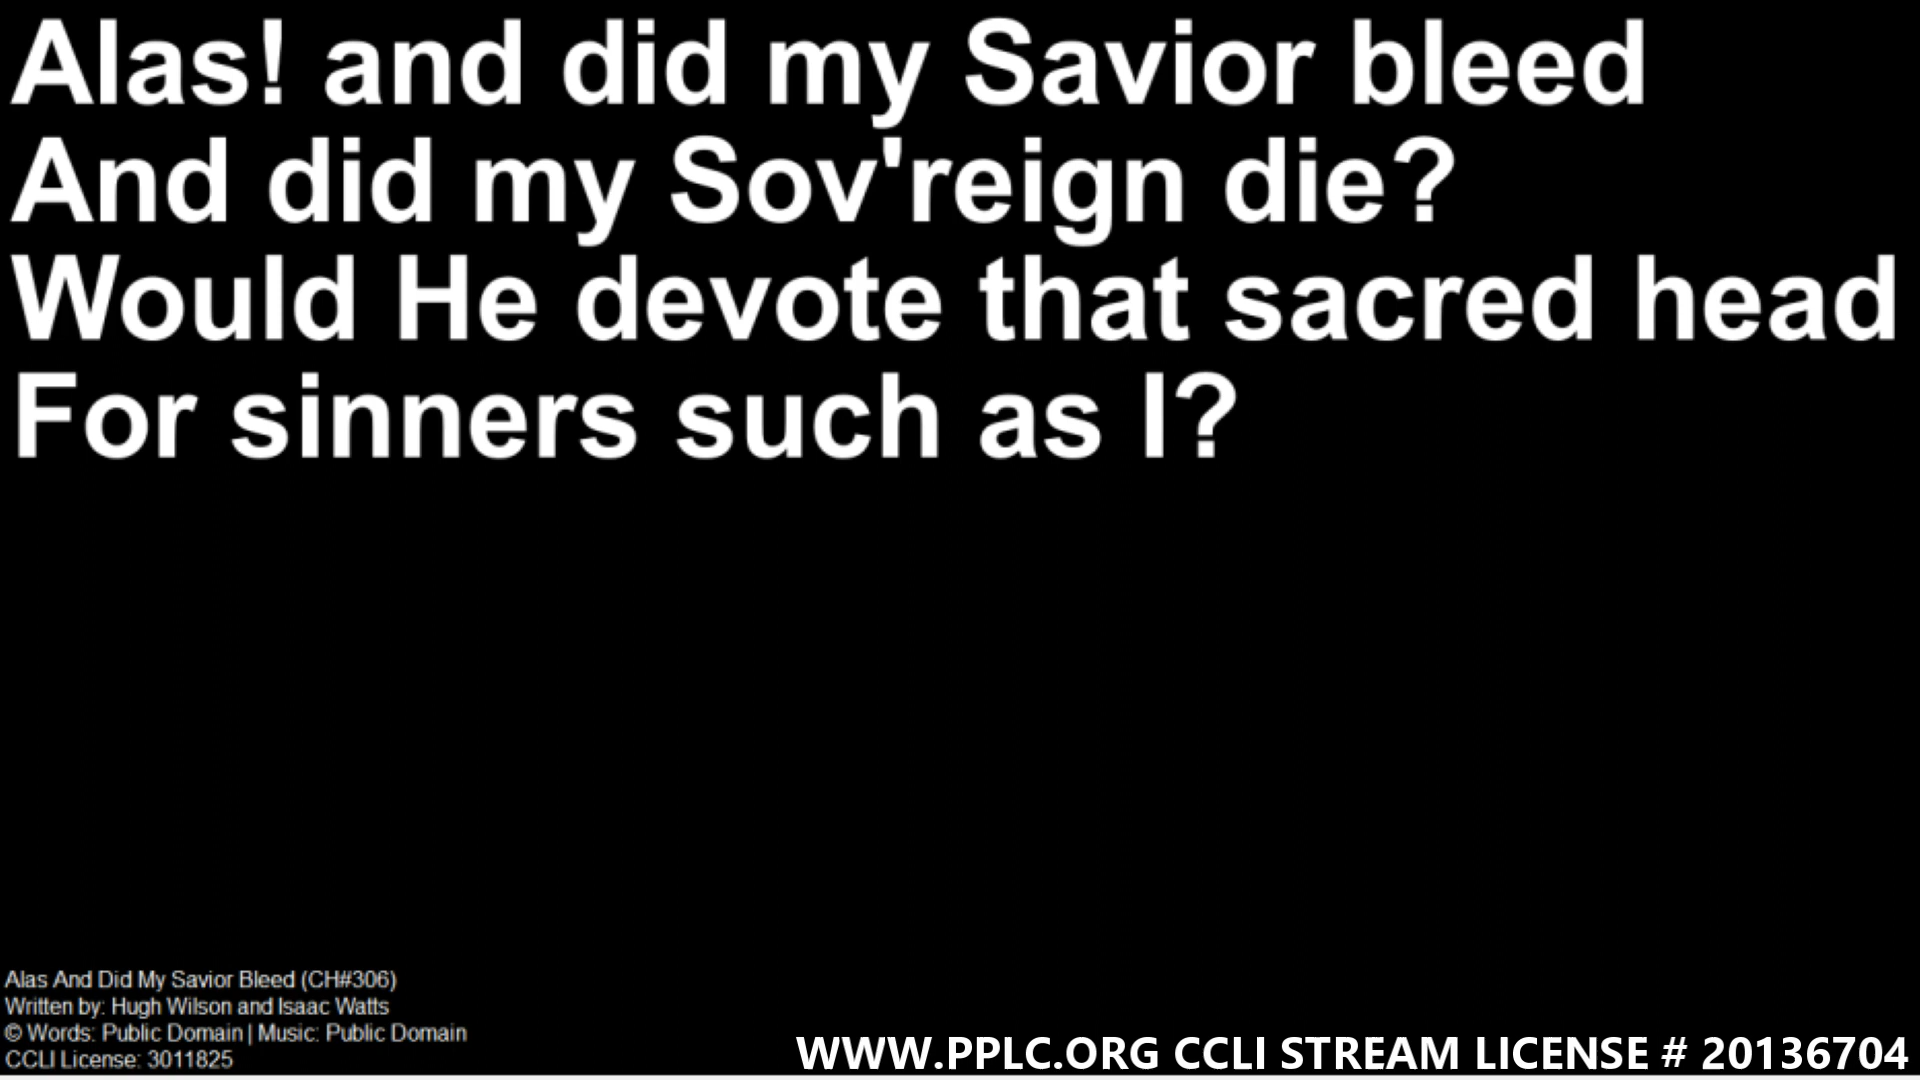 Alas! and did my Savior bleed
And did my Sov'reign die?
Would He devote that sacred head
For sinners such as I?
Alas And Did My Savior Bleed (CH#306)
Written by: Hugh Wilson and Isaac Watts
© Words: Public Domain | Music: Public Domain
CCLI License: 3011825
WWW.PPLC.ORG CCLI STREAM LICENSE # 20136704